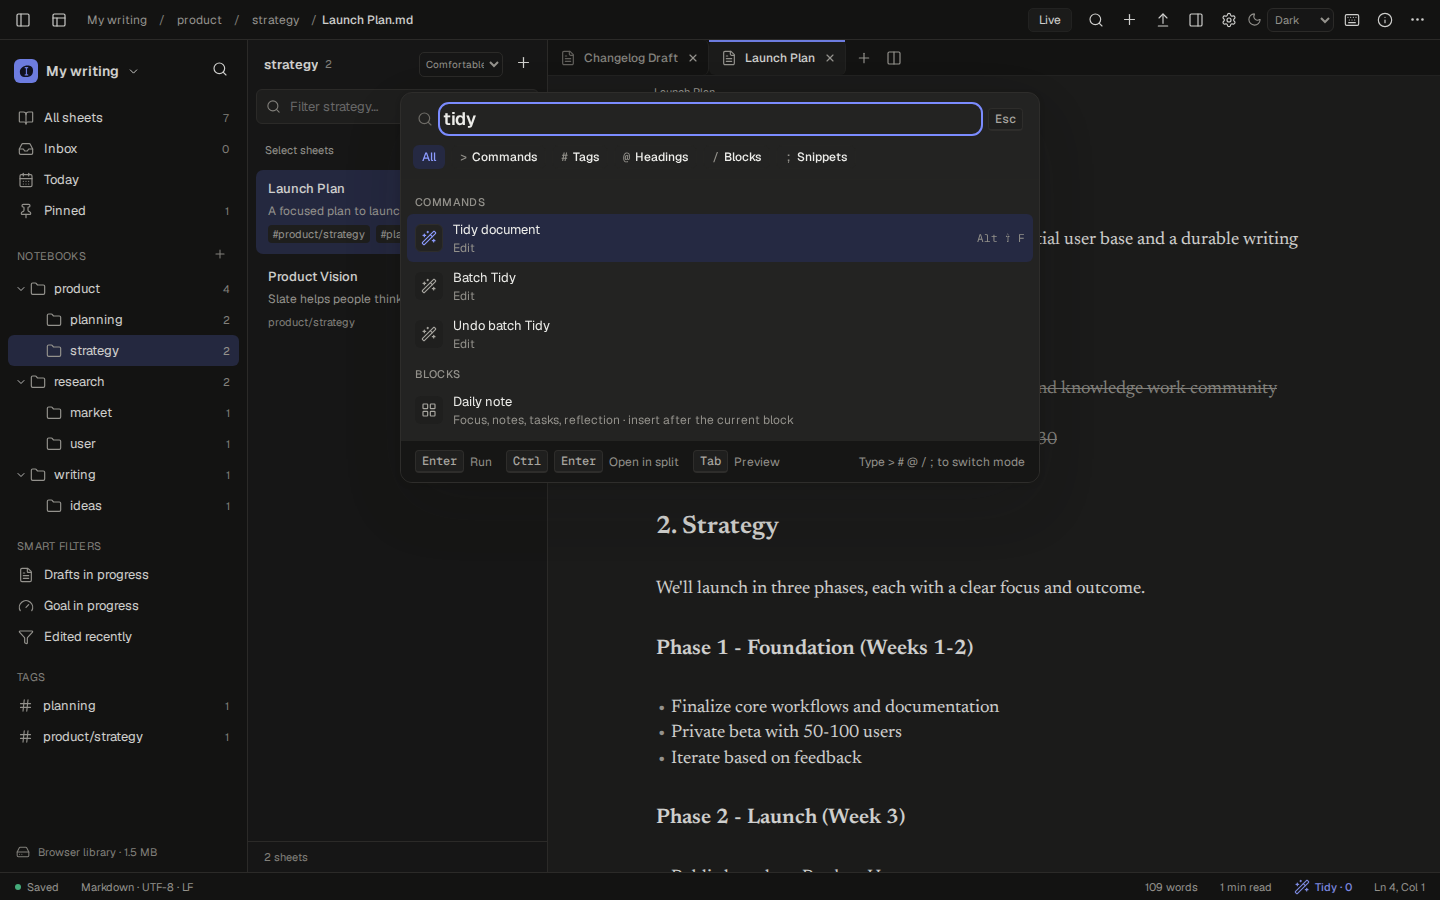 My writing / product / strategy / Launch Plan.md
Live
Dark
My writing
All sheets 7
Inbox 0
Today
Pinned 1
NOTEBOOKS
product 4
planning 2
strategy 2
research 2
market 1
user 1
writing 1
ideas 1
SMART FILTERS
Drafts in progress
Goal in progress
Edited recently
TAGS
# planning 1
# product/strategy 1
Browser library · 1.5 MB
strategy 2
Comfortable
Filter strategy...
Select sheets
Launch Plan
A focused plan to launc
#product/strategy #pla
Product Vision
Slate helps people think
product/strategy
2 sheets
Changelog Draft
Launch Plan
Launch Plan
tidy
Esc
All > Commands # Tags @ Headings / Blocks ; Snippets
COMMANDS
Tidy document
Edit
Alt ⇧ F
Batch Tidy
Edit
Undo batch Tidy
Edit
BLOCKS
Daily note
Focus, notes, tasks, reflection · insert after the current block
Enter Run Ctrl Enter Open in split Tab Preview Type > # @ / ; to switch mode
tial user base and a durable writing
nd knowledge work community
30
2. Strategy
We'll launch in three phases, each with a clear focus and outcome.
Phase 1 - Foundation (Weeks 1-2)
• Finalize core workflows and documentation
• Private beta with 50-100 users
• Iterate based on feedback
Phase 2 - Launch (Week 3)
Saved Markdown · UTF-8 · LF
109 words 1 min read Tidy · 0 Ln 4, Col 1